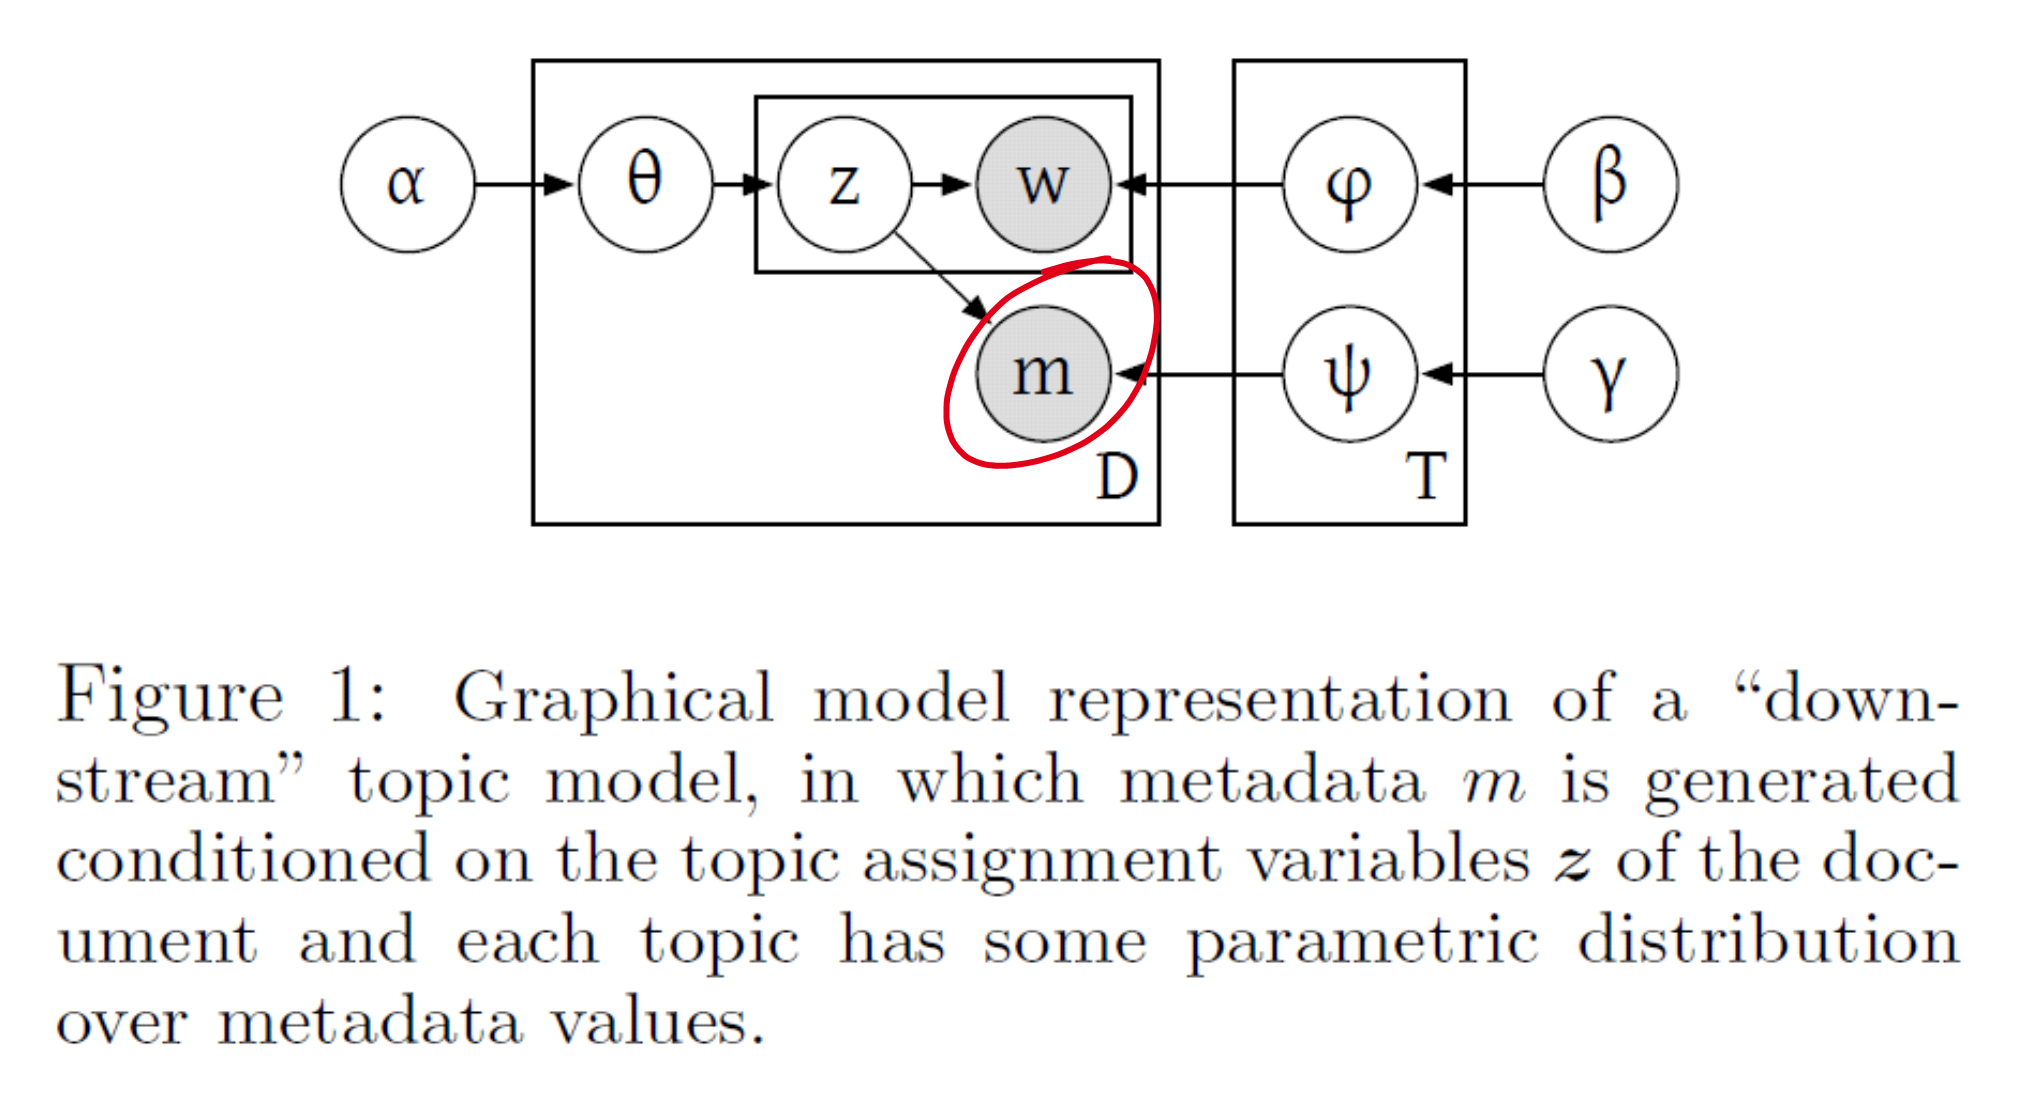 α θ z w φ β
m ψ γ
D T
Figure 1: Graphical model representation of a “down-
stream” topic model, in which metadata m is generated
conditioned on the topic assignment variables z of the doc-
ument and each topic has some parametric distribution
over metadata values.